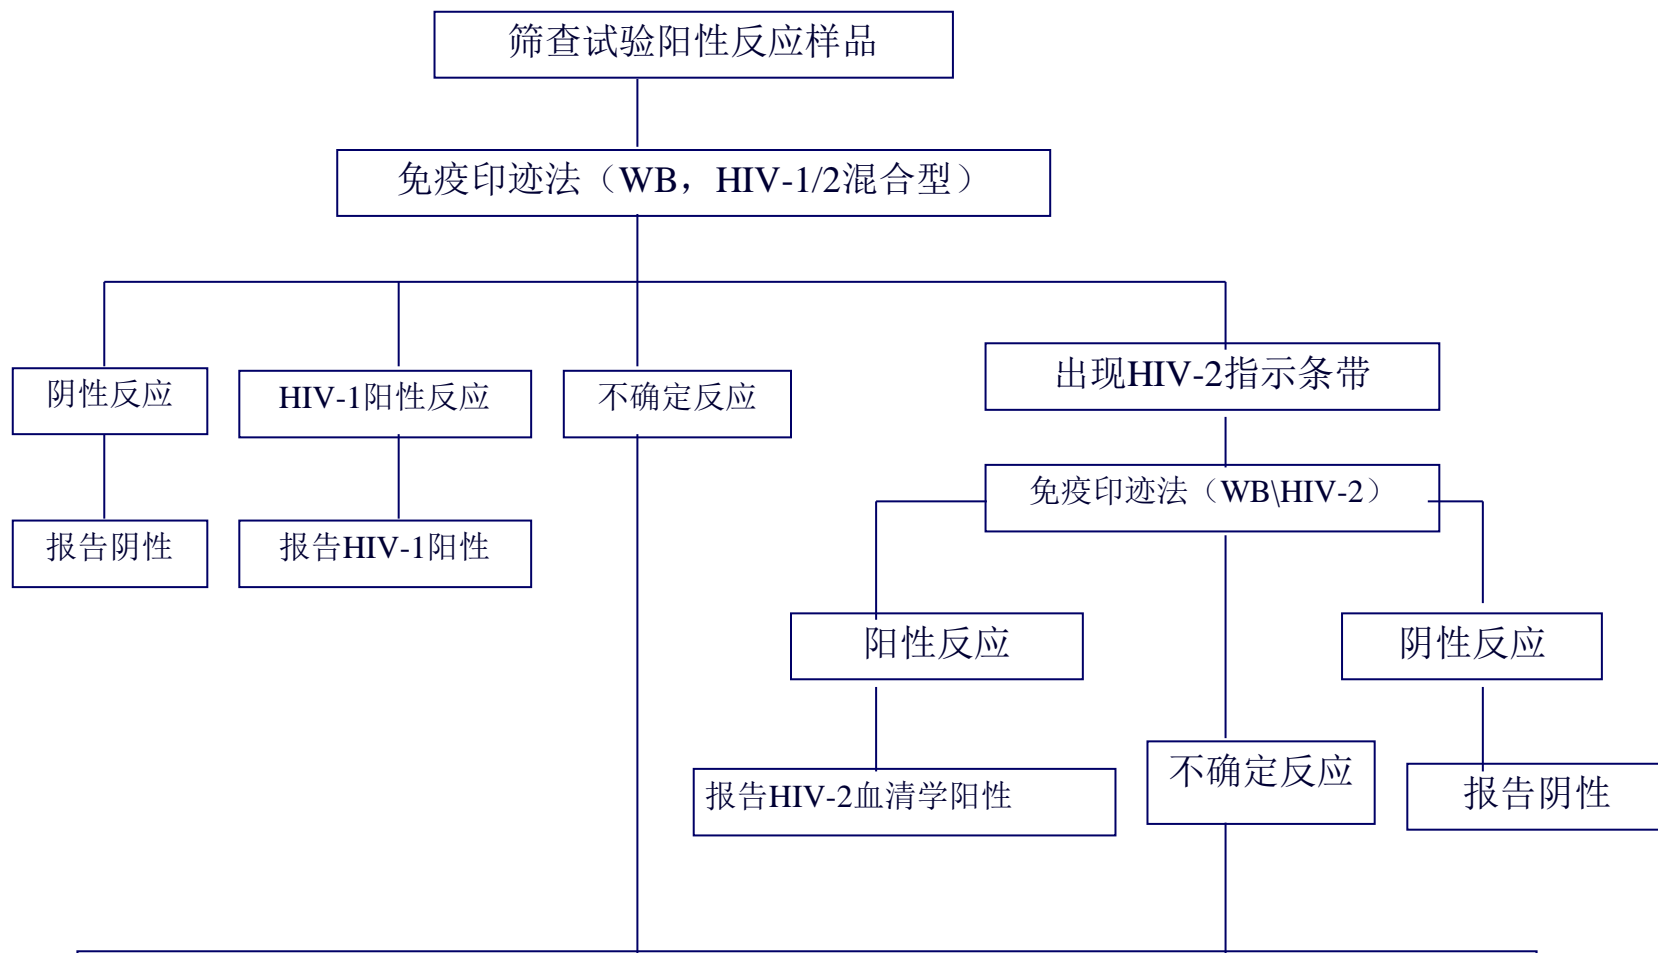 筛查试验阳性反应样品
免疫印迹法（WB，HIV-1/2混合型）
阴性反应
HIV-1阳性反应
不确定反应
出现HIV-2指示条带
免疫印迹法（WB\HIV-2）
报告阴性
报告HIV-1阳性
阳性反应
阴性反应
报告HIV-2血清学阳性
不确定反应
报告阴性